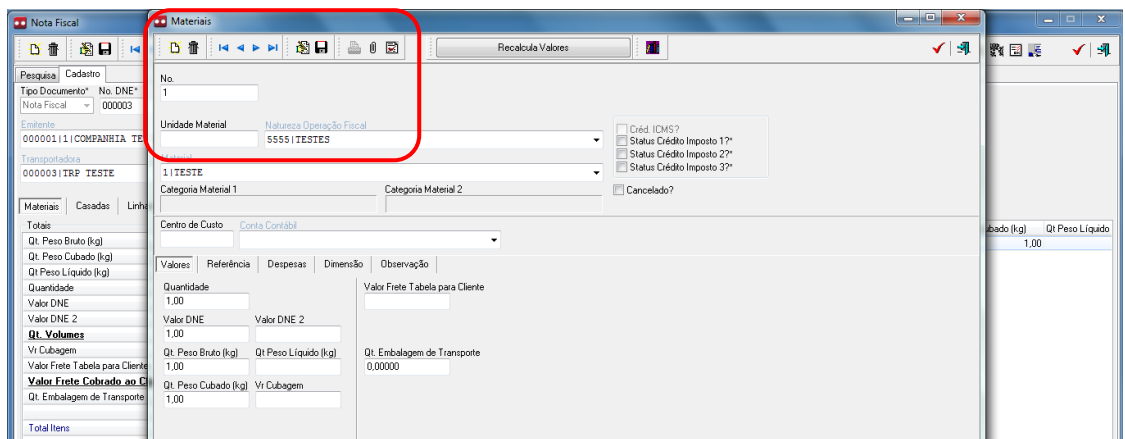 Nota Fiscal
Materiais
Recalcula Valores
Pesquisa Cadastro
Tipo Documento* No. DNE*
Nota Fiscal 000003
Emitente
000001|1|COMPANHIA TE
Transportadora
000003|TRP TESTE
Materiais Casadas Linha
Totais
Qt. Peso Bruto (kg)
Qt. Peso Cubado (kg)
Qt Peso Líquido (kg)
Quantidade
Valor DNE
Valor DNE 2
Qt. Volumes
Vr Cubagem
Valor Frete Tabela para Cliente
Valor Frete Cobrado ao C
Qt. Embalagem de Transporte
Total Itens
No.
1
Unidade Material Natureza Operação Fiscal
5555|TESTES
Material
1|TESTE
Categoria Material 1 Categoria Material 2
Créd. ICMS?
Status Crédito Imposto 1?*
Status Crédito Imposto 2?*
Status Crédito Imposto 3?*
Cancelado?
Centro de Custo Conta Contábil
Valores Referência Despesas Dimensão Observação
Quantidade Valor Frete Tabela para Cliente
1,00
Valor DNE Valor DNE 2
1,00
Qt. Peso Bruto (kg) Qt Peso Líquido (kg) Qt. Embalagem de Transporte
1,00 0,00000
Qt. Peso Cubado (kg) Vr Cubagem
1,00
ubado (kg) Qt Peso Líquido
1,00